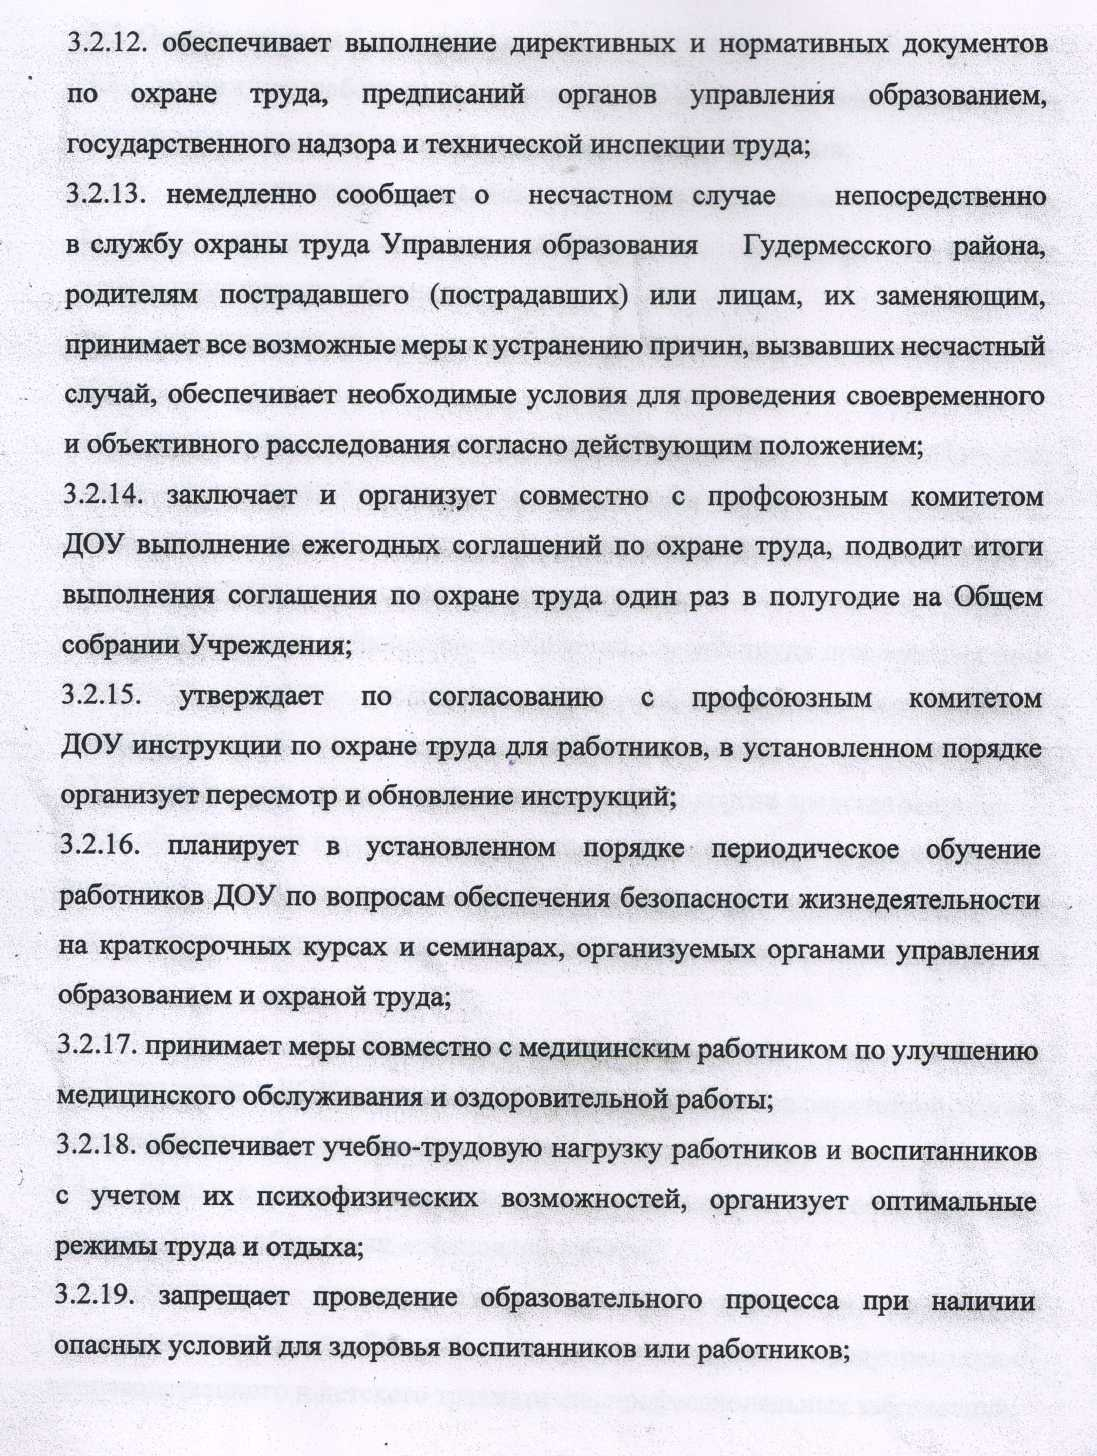 3.2.12. обеспечивает выполнение директивных и нормативных документов
по охране труда, предписаний органов управления образованием,
государственного надзора и технической инспекции труда;
3.2.13. немедленно сообщает о несчастном случае непосредственно
в службу охраны труда Управления образования Гудермесского района,
родителям пострадавшего (пострадавших) или лицам, их заменяющим,
принимает все возможные меры к устранению причин, вызвавших несчастный
случай, обеспечивает необходимые условия для проведения своевременного
и объективного расследования согласно действующим положением;
3.2.14. заключает и организует совместно с профсоюзным комитетом
ДОУ выполнение ежегодных соглашений по охране труда, подводит итоги
выполнения соглашения по охране труда один раз в полугодие на Общем
собрании Учреждения;
3.2.15. утверждает по согласованию с профсоюзным комитетом
ДОУ инструкции по охране труда для работников, в установленном порядке
организует пересмотр и обновление инструкций;
3.2.16. планирует в установленном порядке периодическое обучение
работников ДОУ по вопросам обеспечения безопасности жизнедеятельности
на краткосрочных курсах и семинарах, организуемых органами управления
образованием и охраной труда;
3.2.17. принимает меры совместно с медицинским работником по улучшению
медицинского обслуживания и оздоровительной работы;
3.2.18. обеспечивает учебно-трудовую нагрузку работников и воспитанников
с учетом их психофизических возможностей, организует оптимальные
режимы труда и отдыха;
3.2.19. запрещает проведение образовательного процесса при наличии
опасных условий для здоровья воспитанников или работников;